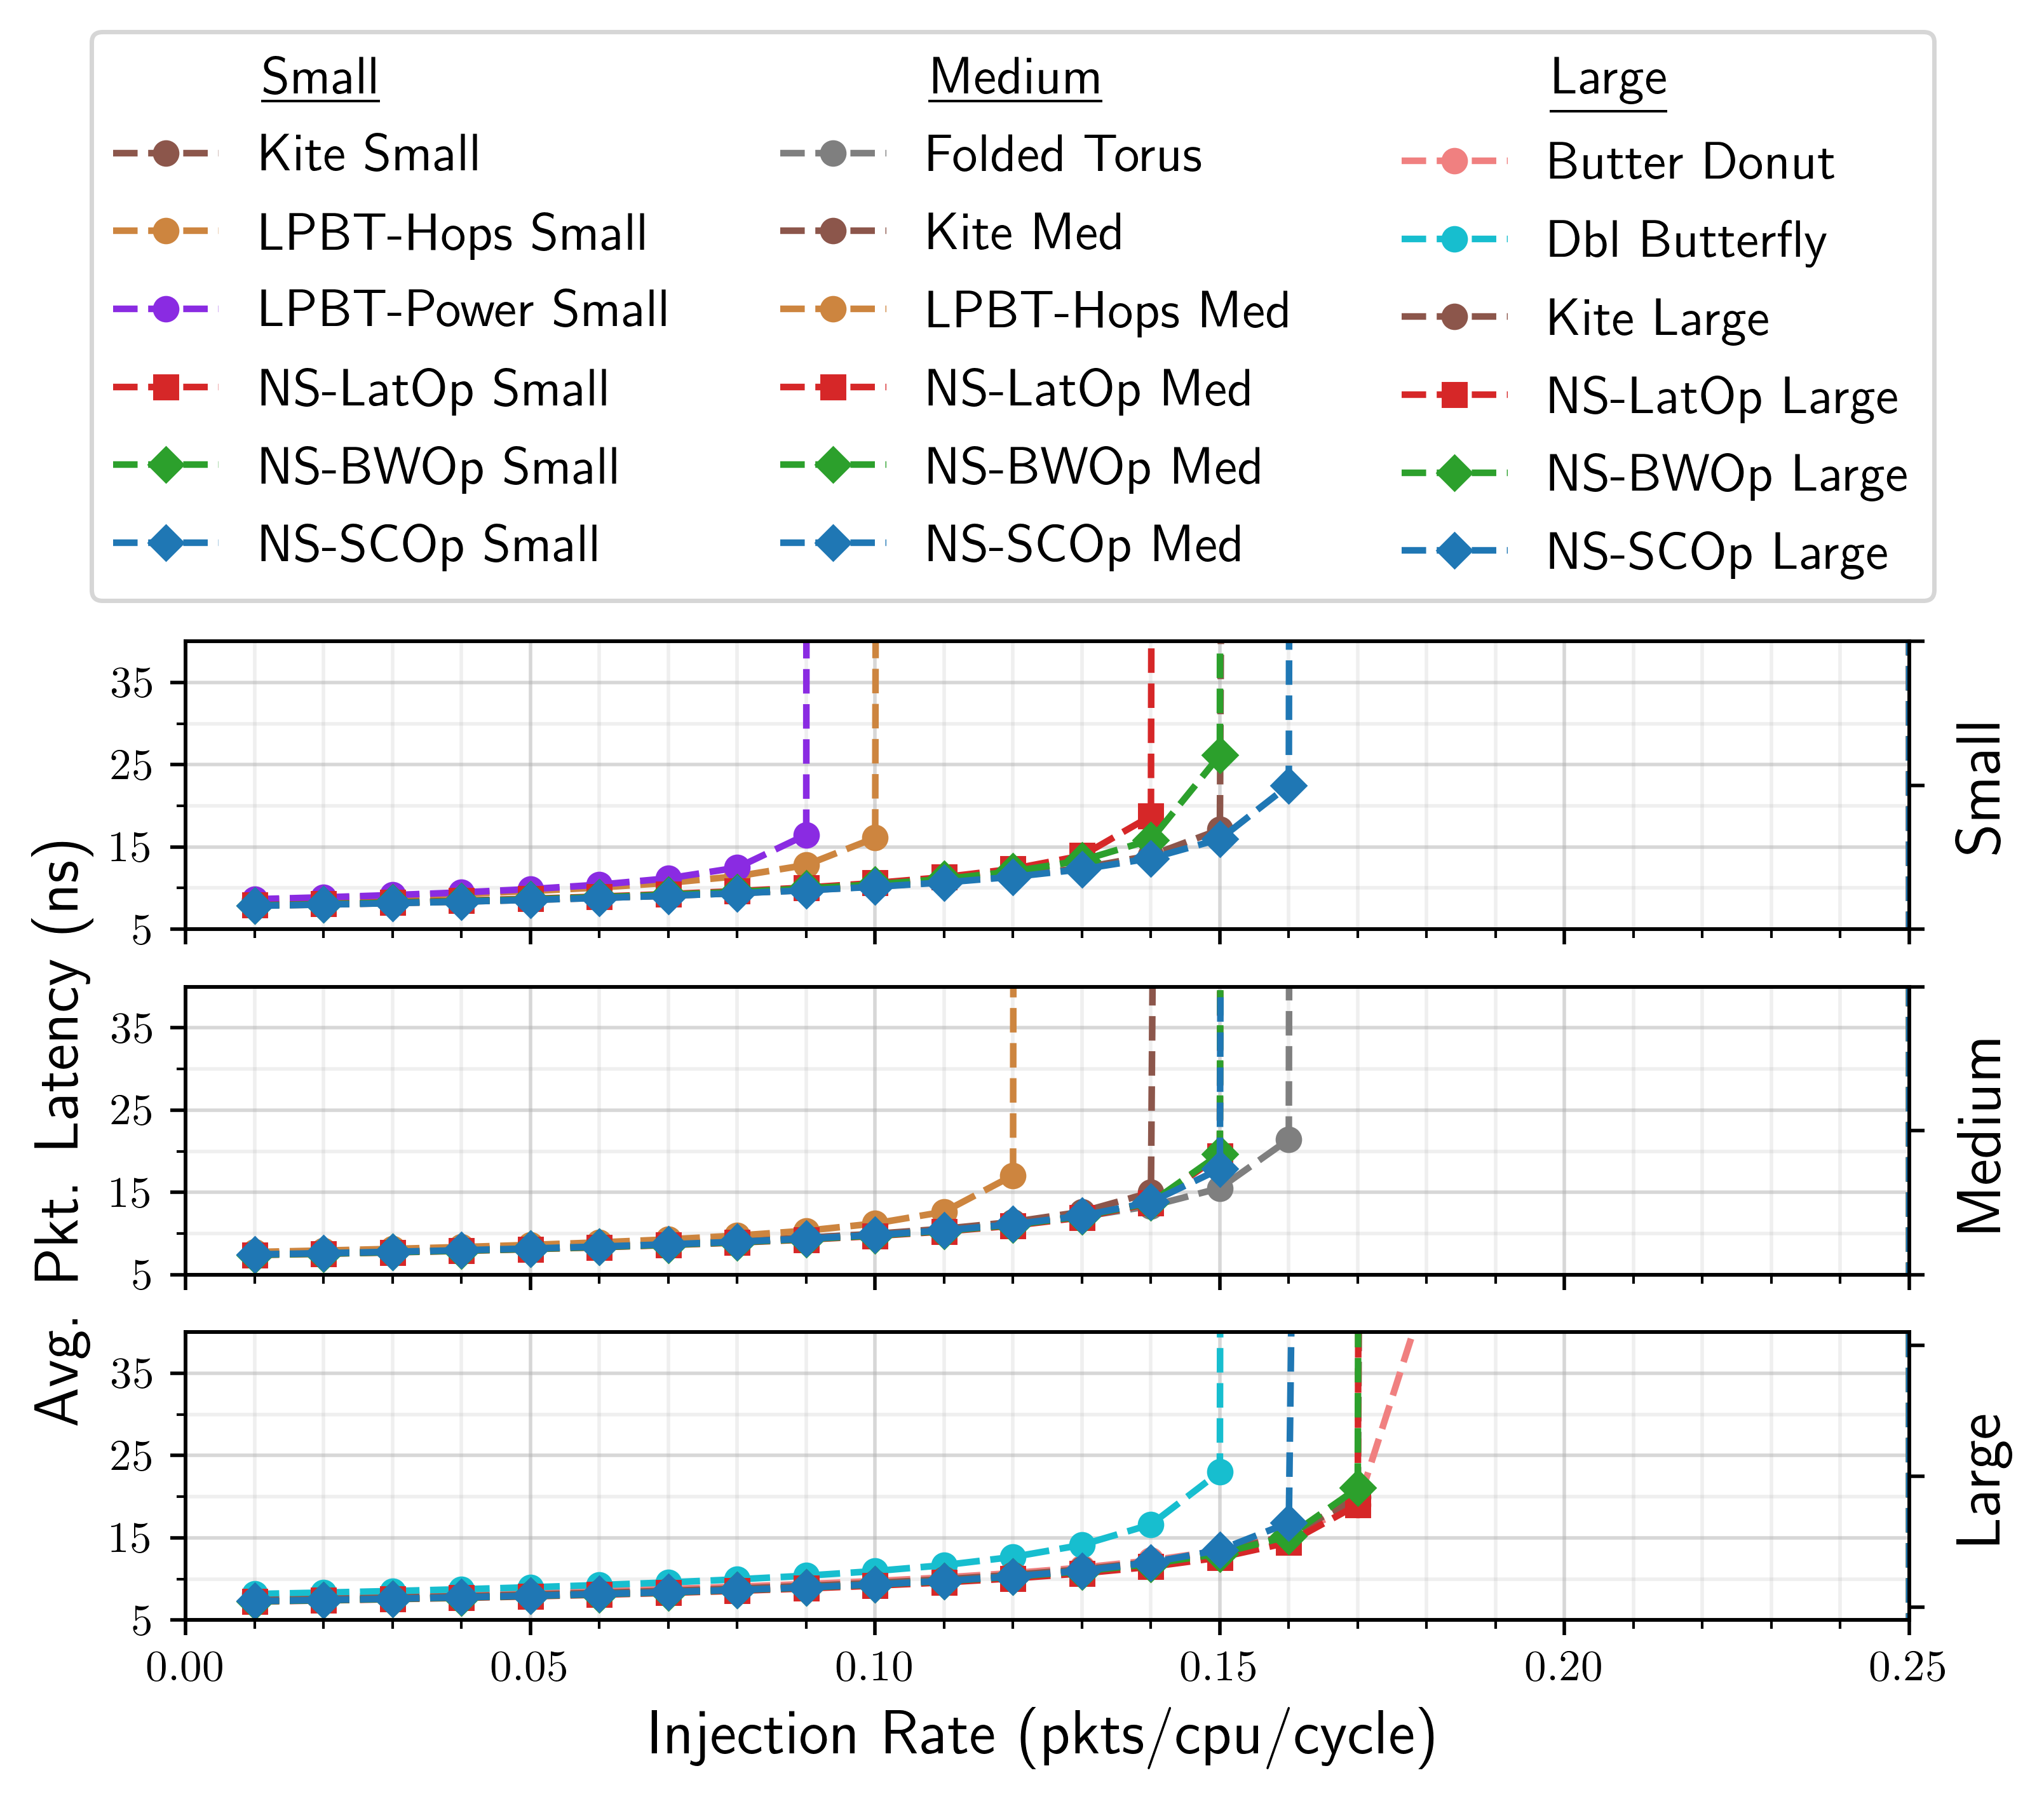 Small
Kite Small
LPBT-Hops Small
LPBT-Power Small
NS-LatOp Small
NS-BWOp Small
NS-SCOp Small
Medium
Folded Torus
Kite Med
LPBT-Hops Med
NS-LatOp Med
NS-BWOp Med
NS-SCOp Med
Large
Butter Donut
Dbl Butterfly
Kite Large
NS-LatOp Large
NS-BWOp Large
NS-SCOp Large
Avg. Pkt. Latency (ns)
35
25
15
5
Small
35
25
15
5
Medium
35
25
15
5
Large
0.00 0.05 0.10 0.15 0.20 0.25
Injection Rate (pkts/cpu/cycle)